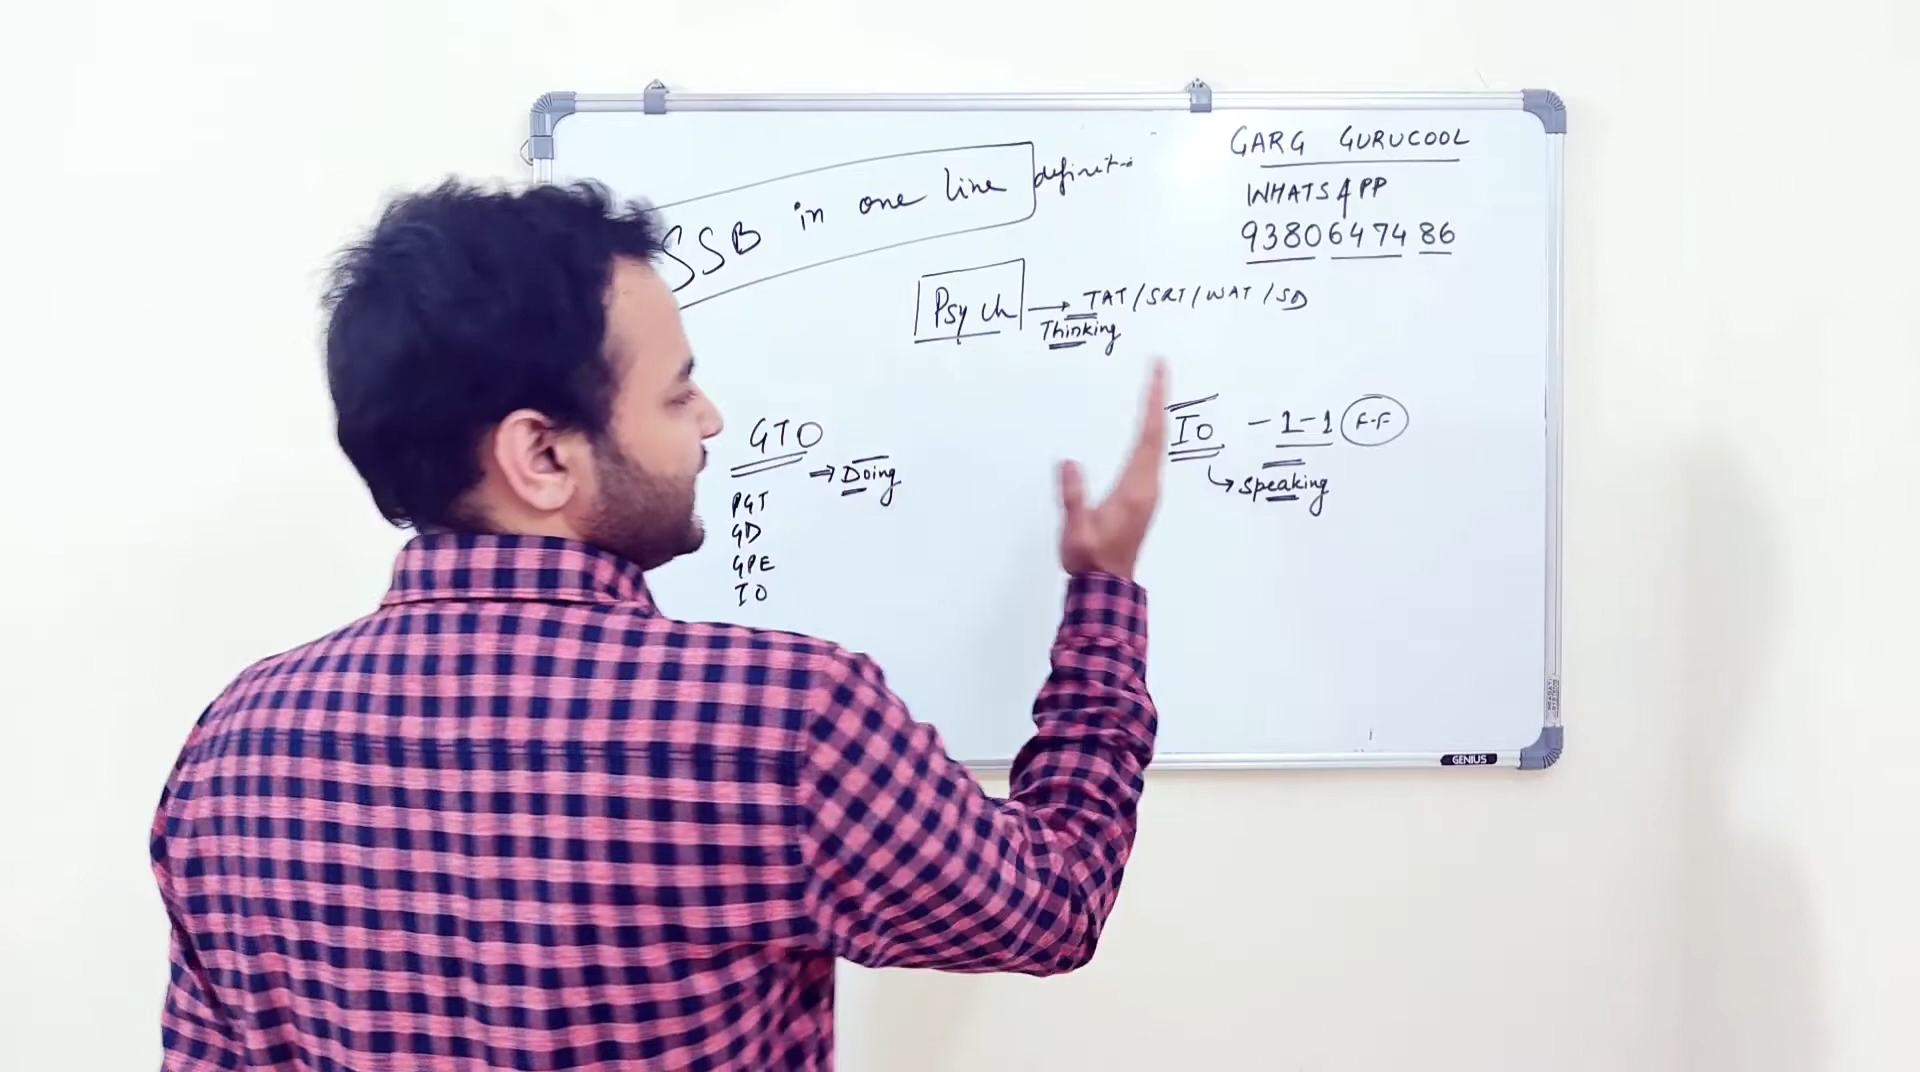 GARG GURUCOOL
WHATSAPP
9380647486
SSB in one line
Psych → TAT/SRT/WAT/SD
Thinking
GTO
⇒ Doing
PGT
GD
GPE
IO
IO - 1-1 F-F
↳ Speaking
GENIUS